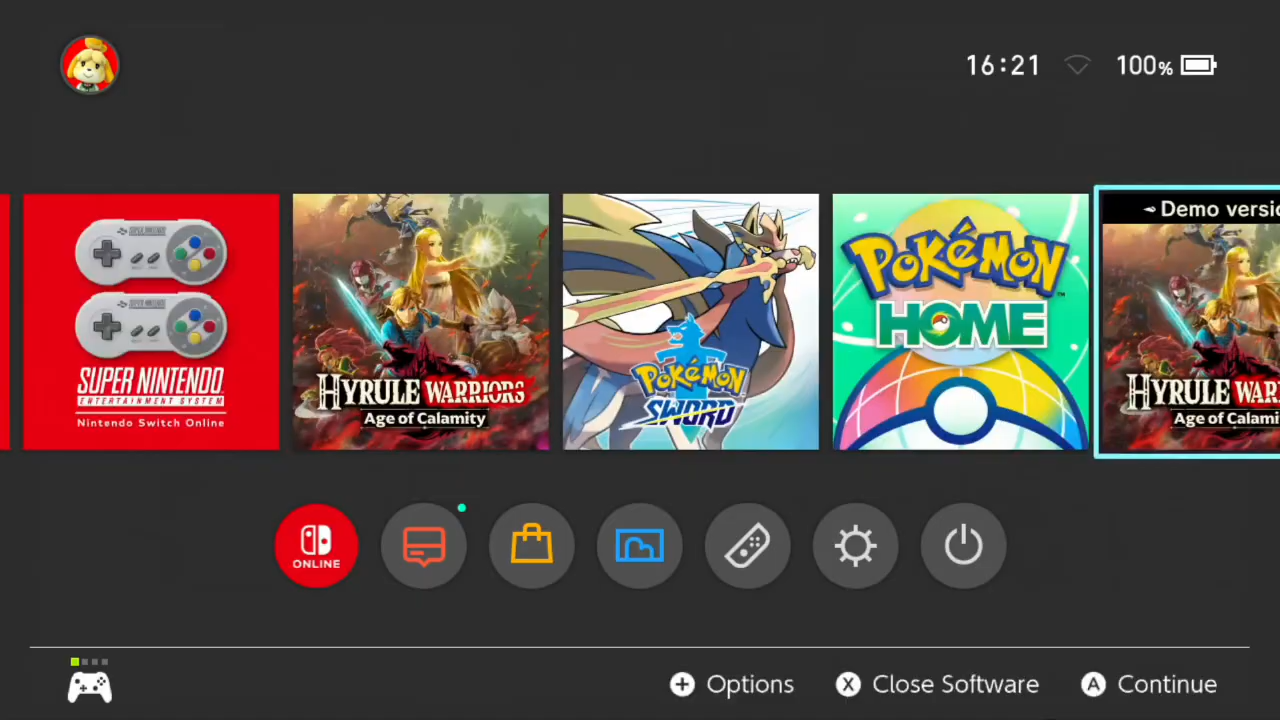 16:21
100%
SUPER NINTENDO
ENTERTAINMENT SYSTEM
Nintendo Switch Online
HYRULE WARRIORS
Age of Calamity
POKÉMON
SWORD
POKÉMON
HOME
Demo versio
HYRULE WAR
Age of Calami
ONLINE
Options
X Close Software
A Continue